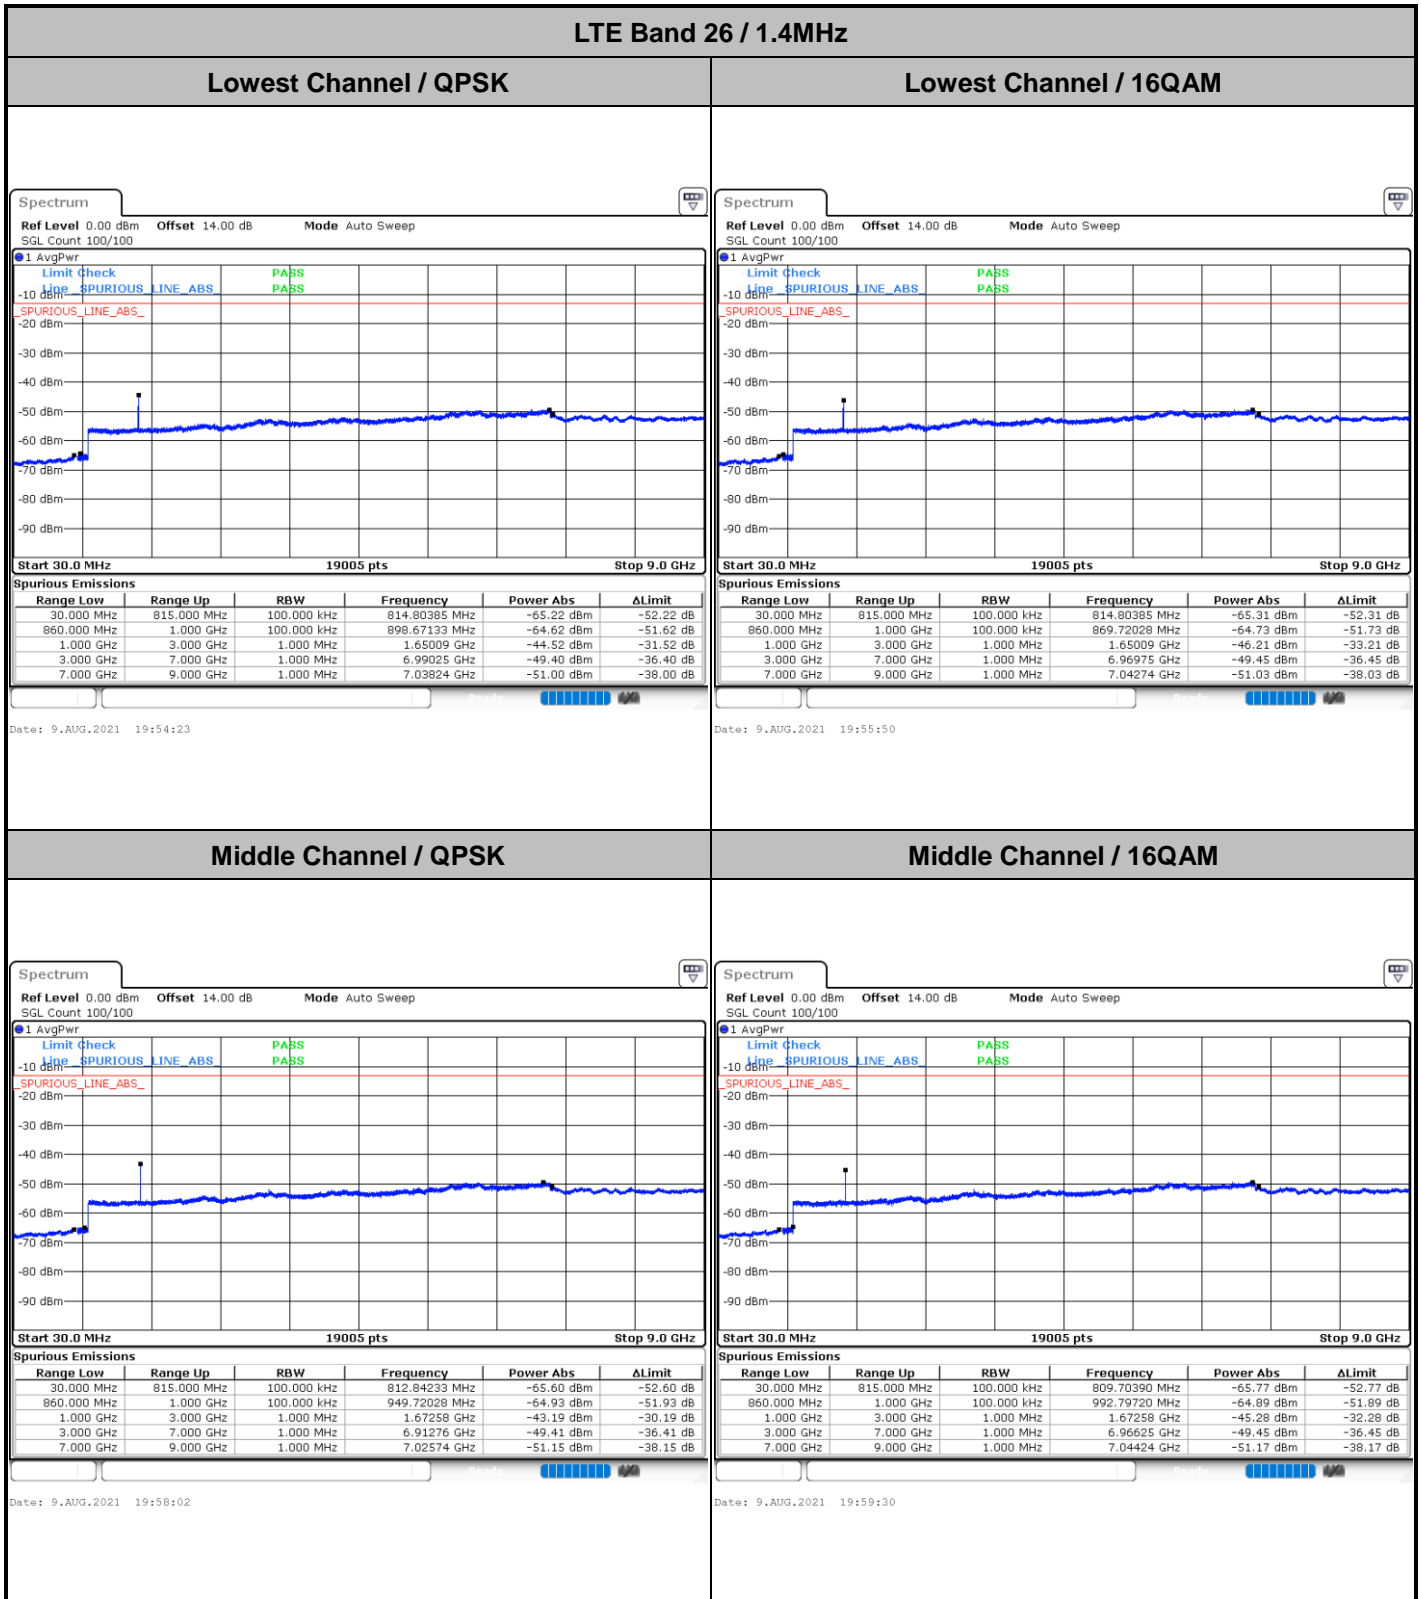 LTE Band 26 / 1.4MHz
Lowest Channel / QPSK
Lowest Channel / 16QAM
Spectrum
Ref Level 0.00 dBm Offset 14.00 dB Mode Auto Sweep
SGL Count 100/100
1 AvgPwr
Limit Check PASS
Line _SPURIOUS_LINE_ABS_ PASS
-10 dBm
_SPURIOUS_LINE_ABS_
-20 dBm
-30 dBm
-40 dBm
-50 dBm
-60 dBm
-70 dBm
-80 dBm
-90 dBm
Start 30.0 MHz 19005 pts Stop 9.0 GHz
Spurious Emissions
Range Low Range Up RBW Frequency Power Abs ΔLimit
30.000 MHz 815.000 MHz 100.000 kHz 814.80385 MHz -65.22 dBm -52.22 dB
860.000 MHz 1.000 GHz 100.000 kHz 898.67133 MHz -64.62 dBm -51.62 dB
1.000 GHz 3.000 GHz 1.000 MHz 1.65009 GHz -44.52 dBm -31.52 dB
3.000 GHz 7.000 GHz 1.000 MHz 6.99025 GHz -49.40 dBm -36.40 dB
7.000 GHz 9.000 GHz 1.000 MHz 7.03824 GHz -51.00 dBm -38.00 dB
Ready
Date: 9.AUG.2021 19:54:23
Spectrum
Ref Level 0.00 dBm Offset 14.00 dB Mode Auto Sweep
SGL Count 100/100
1 AvgPwr
Limit Check PASS
Line _SPURIOUS_LINE_ABS_ PASS
-10 dBm
_SPURIOUS_LINE_ABS_
-20 dBm
-30 dBm
-40 dBm
-50 dBm
-60 dBm
-70 dBm
-80 dBm
-90 dBm
Start 30.0 MHz 19005 pts Stop 9.0 GHz
Spurious Emissions
Range Low Range Up RBW Frequency Power Abs ΔLimit
30.000 MHz 815.000 MHz 100.000 kHz 814.80385 MHz -65.31 dBm -52.31 dB
860.000 MHz 1.000 GHz 100.000 kHz 869.72028 MHz -64.73 dBm -51.73 dB
1.000 GHz 3.000 GHz 1.000 MHz 1.65009 GHz -46.21 dBm -33.21 dB
3.000 GHz 7.000 GHz 1.000 MHz 6.96975 GHz -49.45 dBm -36.45 dB
7.000 GHz 9.000 GHz 1.000 MHz 7.04274 GHz -51.03 dBm -38.03 dB
Ready
Date: 9.AUG.2021 19:55:50
Middle Channel / QPSK
Middle Channel / 16QAM
Spectrum
Ref Level 0.00 dBm Offset 14.00 dB Mode Auto Sweep
SGL Count 100/100
1 AvgPwr
Limit Check PASS
Line _SPURIOUS_LINE_ABS_ PASS
-10 dBm
_SPURIOUS_LINE_ABS_
-20 dBm
-30 dBm
-40 dBm
-50 dBm
-60 dBm
-70 dBm
-80 dBm
-90 dBm
Start 30.0 MHz 19005 pts Stop 9.0 GHz
Spurious Emissions
Range Low Range Up RBW Frequency Power Abs ΔLimit
30.000 MHz 815.000 MHz 100.000 kHz 812.84233 MHz -65.60 dBm -52.60 dB
860.000 MHz 1.000 GHz 100.000 kHz 949.72028 MHz -64.93 dBm -51.93 dB
1.000 GHz 3.000 GHz 1.000 MHz 1.67258 GHz -43.19 dBm -30.19 dB
3.000 GHz 7.000 GHz 1.000 MHz 6.91276 GHz -49.41 dBm -36.41 dB
7.000 GHz 9.000 GHz 1.000 MHz 7.02574 GHz -51.15 dBm -38.15 dB
Ready
Date: 9.AUG.2021 19:58:02
Spectrum
Ref Level 0.00 dBm Offset 14.00 dB Mode Auto Sweep
SGL Count 100/100
1 AvgPwr
Limit Check PASS
Line _SPURIOUS_LINE_ABS_ PASS
-10 dBm
_SPURIOUS_LINE_ABS_
-20 dBm
-30 dBm
-40 dBm
-50 dBm
-60 dBm
-70 dBm
-80 dBm
-90 dBm
Start 30.0 MHz 19005 pts Stop 9.0 GHz
Spurious Emissions
Range Low Range Up RBW Frequency Power Abs ΔLimit
30.000 MHz 815.000 MHz 100.000 kHz 809.70390 MHz -65.77 dBm -52.77 dB
860.000 MHz 1.000 GHz 100.000 kHz 992.79720 MHz -64.89 dBm -51.89 dB
1.000 GHz 3.000 GHz 1.000 MHz 1.67258 GHz -45.28 dBm -32.28 dB
3.000 GHz 7.000 GHz 1.000 MHz 6.96625 GHz -49.45 dBm -36.45 dB
7.000 GHz 9.000 GHz 1.000 MHz 7.04424 GHz -51.17 dBm -38.17 dB
Ready
Date: 9.AUG.2021 19:59:30